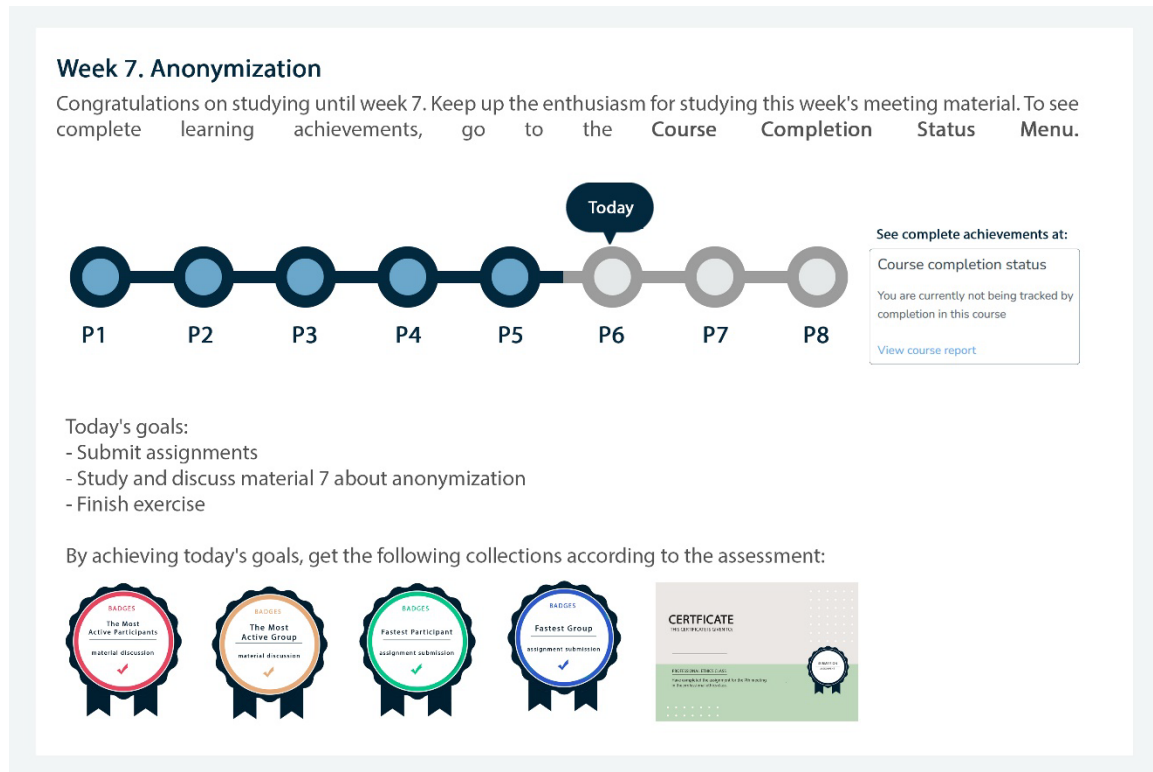 Week 7. Anonymization
Congratulations on studying until week 7. Keep up the enthusiasm for studying this week's meeting material. To see
complete learning achievements, go to the Course Completion Status Menu.
Today
P1 P2 P3 P4 P5 P6 P7 P8
See complete achievements at:
Course completion status
You are currently not being tracked by
completion in this course
View course report
Today's goals:
- Submit assignments
- Study and discuss material 7 about anonymization
- Finish exercise
By achieving today's goals, get the following collections according to the assessment:
BADGES
The Most
Active Participants
material discussion
BADGES
The Most
Active Group
material discussion
BADGES
Fastest Participant
assignment submission
BADGES
Fastest Group
assignment submission
CERTFICATE
THIS CERTIFICATE IS GIVEN TO:
PROFESSIONAL ETHICS CLASS